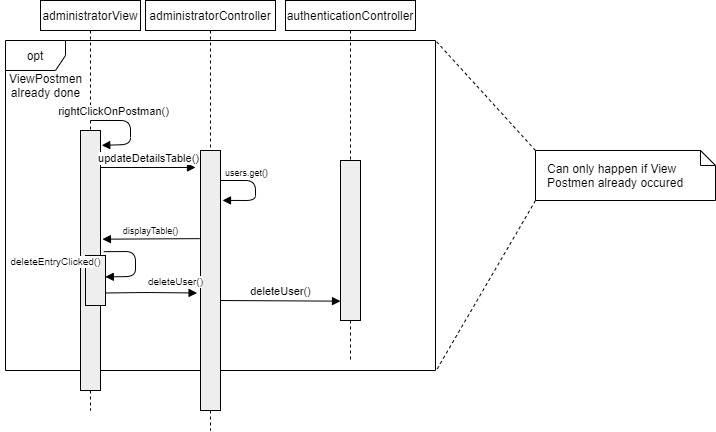 administratorView
administratorController
authenticationController
opt
ViewPostmen
already done
rightClickOnPostman()
updateDetailsTable()
users.get()
Can only happen if View
Postmen already occured
displayTable()
deleteEntryClicked()
deleteUser()
deleteUser()